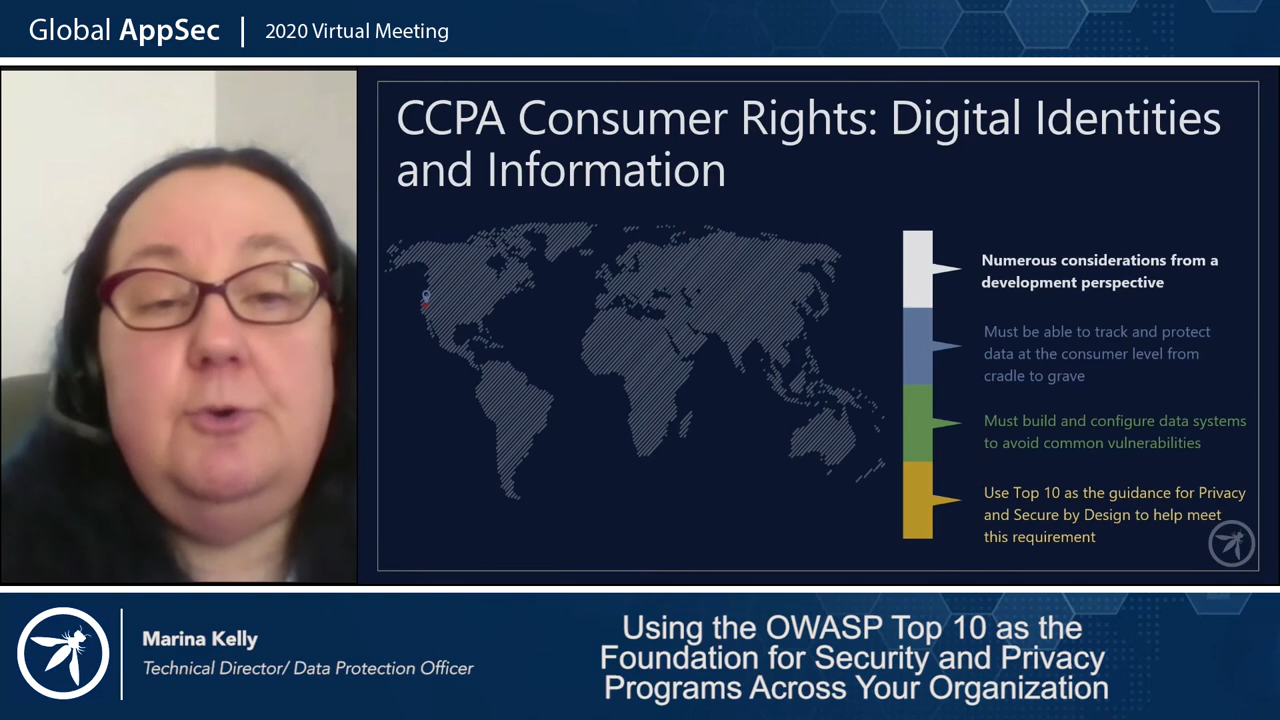 Global AppSec | 2020 Virtual Meeting
CCPA Consumer Rights: Digital Identities
and Information
Numerous considerations from a
development perspective
Must be able to track and protect
data at the consumer level from
cradle to grave
Must build and configure data systems
to avoid common vulnerabilities
Use Top 10 as the guidance for Privacy
and Secure by Design to help meet
this requirement
Marina Kelly
Technical Director/ Data Protection Officer
Using the OWASP Top 10 as the
Foundation for Security and Privacy
Programs Across Your Organization